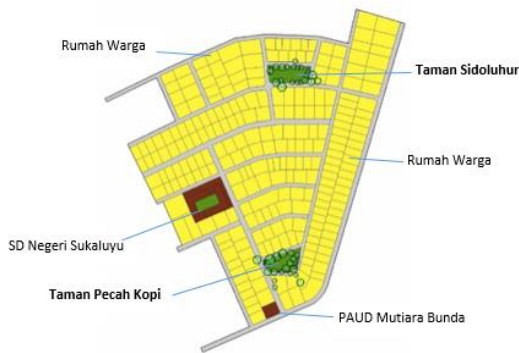 Rumah Warga
Taman Sidoluhur
Rumah Warga
SD Negeri Sukaluyu
Taman Pecah Kopi
PAUD Mutiara Bunda